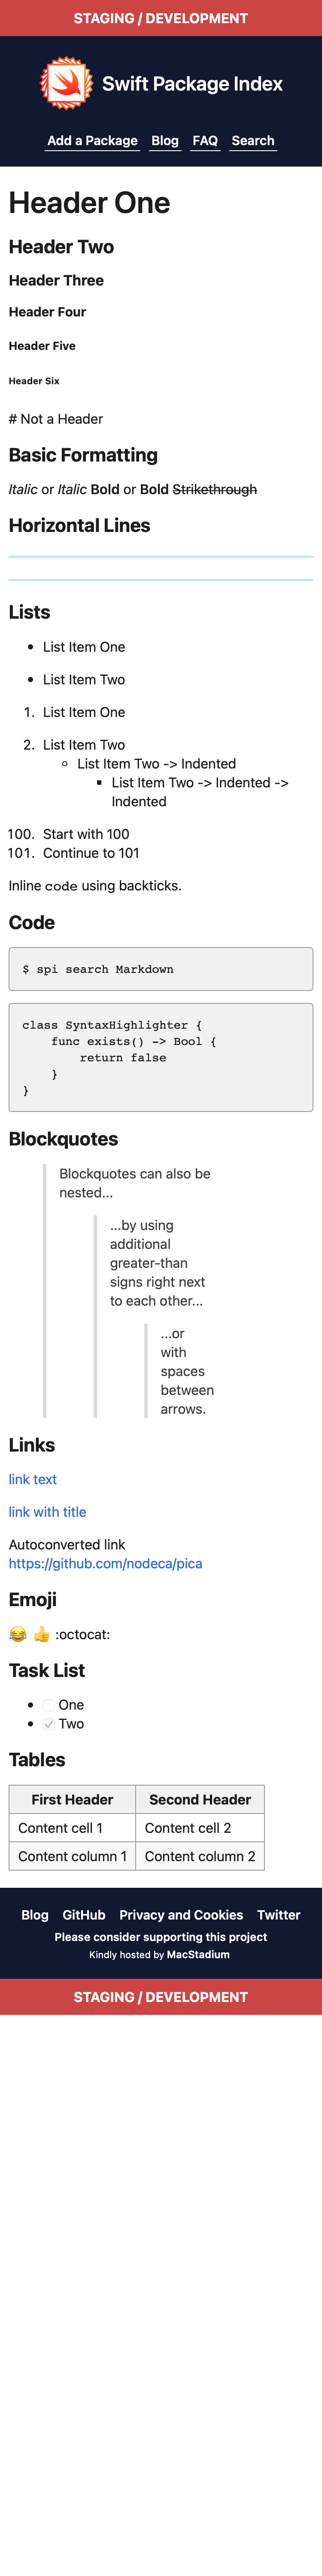 STAGING / DEVELOPMENT
Swift Package Index
Add a Package Blog FAQ Search
Header One
Header Two
Header Three
Header Four
Header Five
Header Six
# Not a Header
Basic Formatting
Italic or Italic Bold or Bold Strikethrough
Horizontal Lines
Lists
• List Item One
• List Item Two
1. List Item One
2. List Item Two
◦ List Item Two -> Indented
▪ List Item Two -> Indented ->
Indented
100. Start with 100
101. Continue to 101
Inline code using backticks.
Code
$ spi search Markdown
class SyntaxHighlighter {
    func exists() -> Bool {
        return false
    }
}
Blockquotes
Blockquotes can also be
nested...
...by using
additional
greater-than
signs right next
to each other...
...or
with
spaces
between
arrows.
Links
link text
link with title
Autoconverted link
https://github.com/nodeca/pica
Emoji
😂 👍 :octocat:
Task List
• ☐ One
• ☑ Two
Tables
First Header Second Header
Content cell 1 Content cell 2
Content column 1 Content column 2
Blog GitHub Privacy and Cookies Twitter
Please consider supporting this project
Kindly hosted by MacStadium
STAGING / DEVELOPMENT